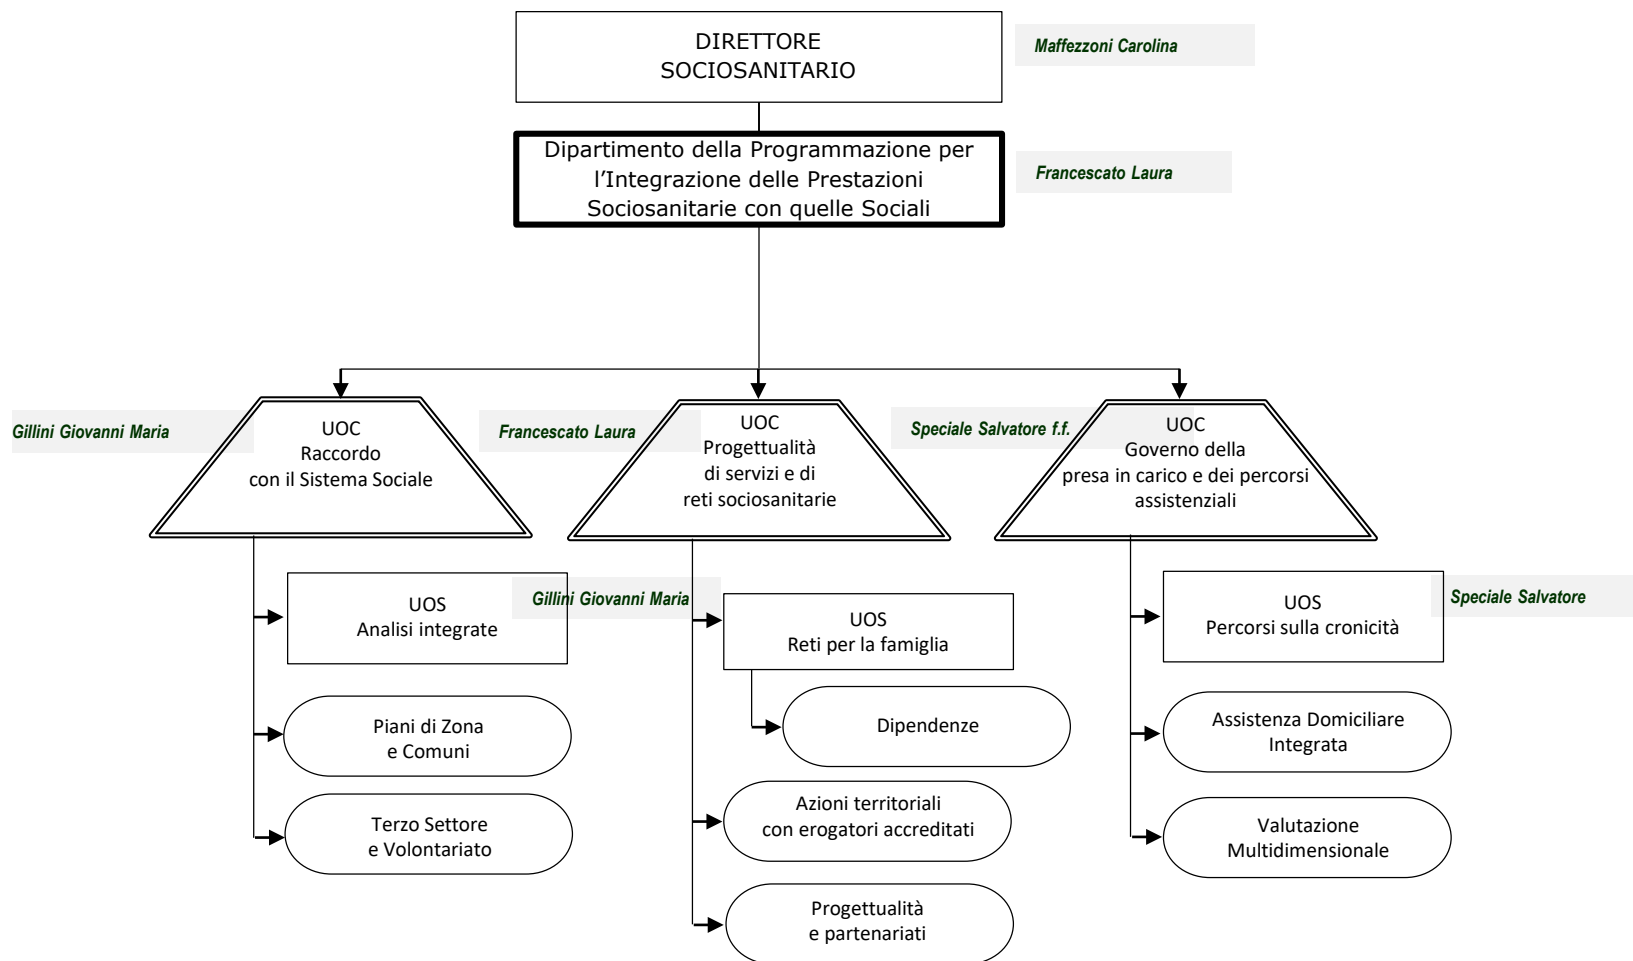 DIRETTORE
SOCIOSANITARIO
Maffezzoni Carolina
Dipartimento della Programmazione per
l’Integrazione delle Prestazioni
Sociosanitarie con quelle Sociali
Francescato Laura
Gillini Giovanni Maria
UOC
Raccordo
con il Sistema Sociale
Francescato Laura
UOC
Progettualità
di servizi e di
reti sociosanitarie
Speciale Salvatore f.f.
UOC
Governo della
presa in carico e dei percorsi
assistenziali
UOS
Analisi integrate
Gillini Giovanni Maria
UOS
Reti per la famiglia
UOS
Percorsi sulla cronicità
Speciale Salvatore
Piani di Zona
e Comuni
Dipendenze
Assistenza Domiciliare
Integrata
Terzo Settore
e Volontariato
Azioni territoriali
con erogatori accreditati
Valutazione
Multidimensionale
Progettualità
e partenariati